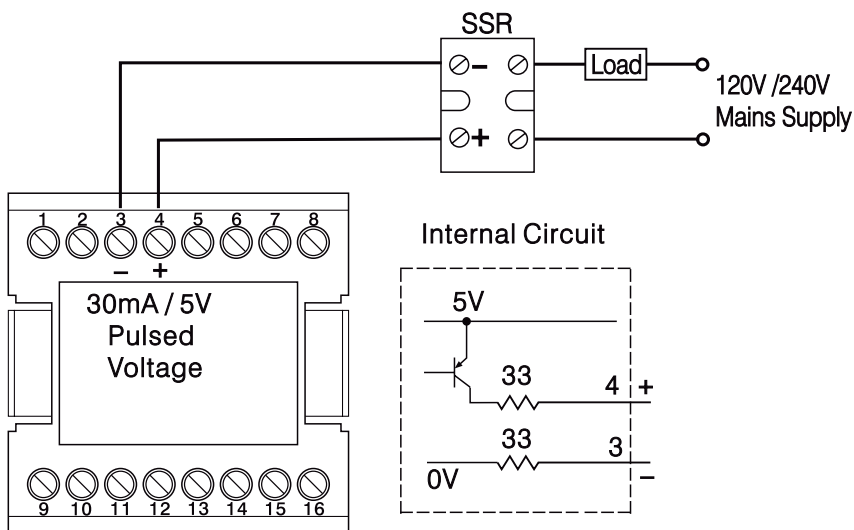 SSR
−
Load
120V /240V
Mains Supply
+
1 2 3 4 5 6 7 8
− +
30mA / 5V
Pulsed
Voltage
9 10 11 12 13 14 15 16
Internal Circuit
5V
33
4 +
33
3
0V
−